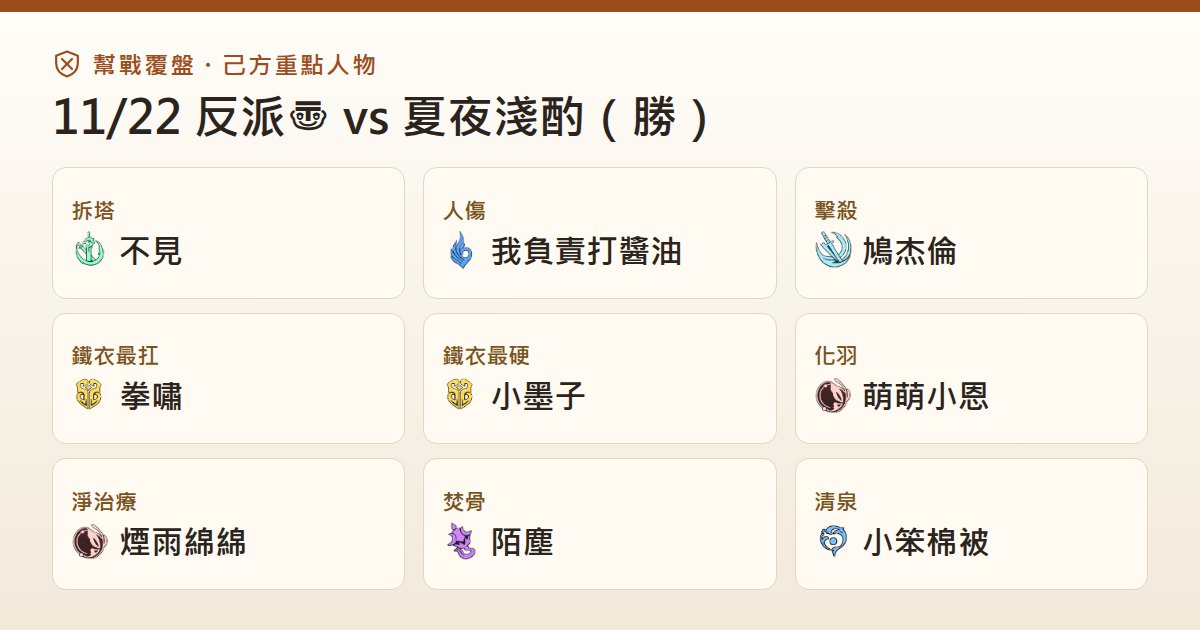 幫戰覆盤 · 己方重點人物
11/22 反派🤠 vs 夏夜淺酌（勝）
拆塔
不見
人傷
我負責打醬油
擊殺
鳩杰倫
鐵衣最扛
拳嘯
鐵衣最硬
小墨子
化羽
萌萌小恩
淨治療
煙雨綿綿
焚骨
陌塵
清泉
小笨棉被